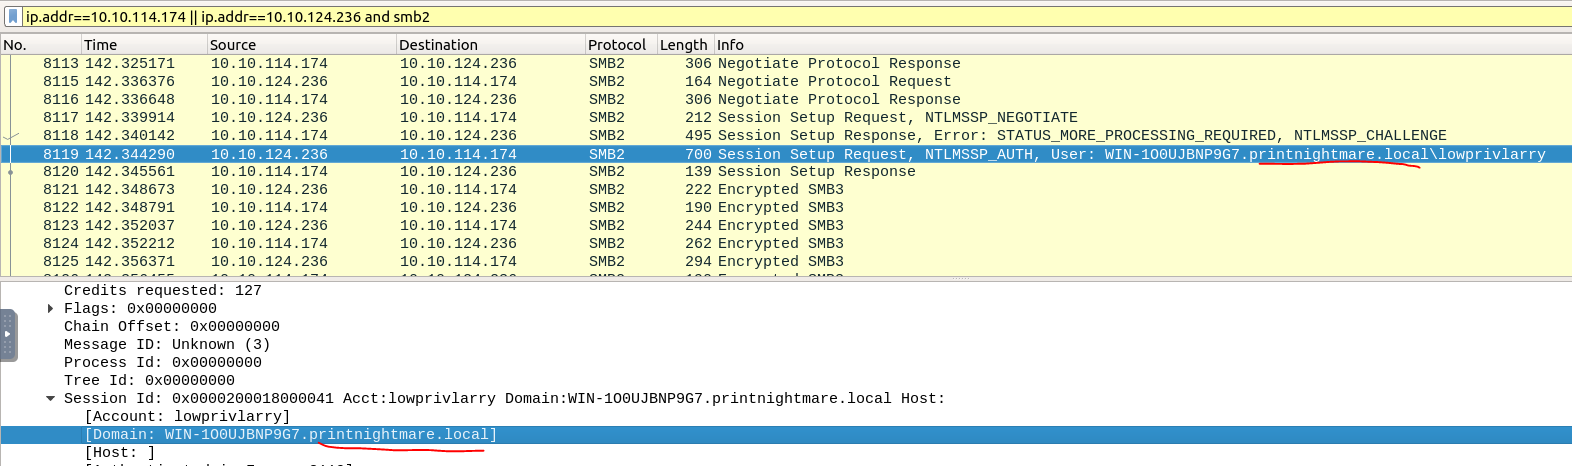 ip.addr==10.10.114.174 || ip.addr==10.10.124.236 and smb2
No. Time Source Destination Protocol Length Info
8113 142.325171 10.10.114.174 10.10.124.236 SMB2 306 Negotiate Protocol Response
8115 142.336376 10.10.124.236 10.10.114.174 SMB2 164 Negotiate Protocol Request
8116 142.336648 10.10.114.174 10.10.124.236 SMB2 306 Negotiate Protocol Response
8117 142.339914 10.10.124.236 10.10.114.174 SMB2 212 Session Setup Request, NTLMSSP_NEGOTIATE
8118 142.340142 10.10.114.174 10.10.124.236 SMB2 495 Session Setup Response, Error: STATUS_MORE_PROCESSING_REQUIRED, NTLMSSP_CHALLENGE
8119 142.344290 10.10.124.236 10.10.114.174 SMB2 700 Session Setup Request, NTLMSSP_AUTH, User: WIN-1O0UJBNP9G7.printnightmare.local\lowprivlarry
8120 142.345561 10.10.114.174 10.10.124.236 SMB2 139 Session Setup Response
8121 142.348673 10.10.124.236 10.10.114.174 SMB2 222 Encrypted SMB3
8122 142.348791 10.10.114.174 10.10.124.236 SMB2 190 Encrypted SMB3
8123 142.352037 10.10.124.236 10.10.114.174 SMB2 244 Encrypted SMB3
8124 142.352212 10.10.114.174 10.10.124.236 SMB2 262 Encrypted SMB3
8125 142.356371 10.10.124.236 10.10.114.174 SMB2 294 Encrypted SMB3
Credits requested: 127
Flags: 0x00000000
Chain Offset: 0x00000000
Message ID: Unknown (3)
Process Id: 0x00000000
Tree Id: 0x00000000
Session Id: 0x0000200018000041 Acct:lowprivlarry Domain:WIN-1O0UJBNP9G7.printnightmare.local Host:
[Account: lowprivlarry]
[Domain: WIN-1O0UJBNP9G7.printnightmare.local]
[Host: ]